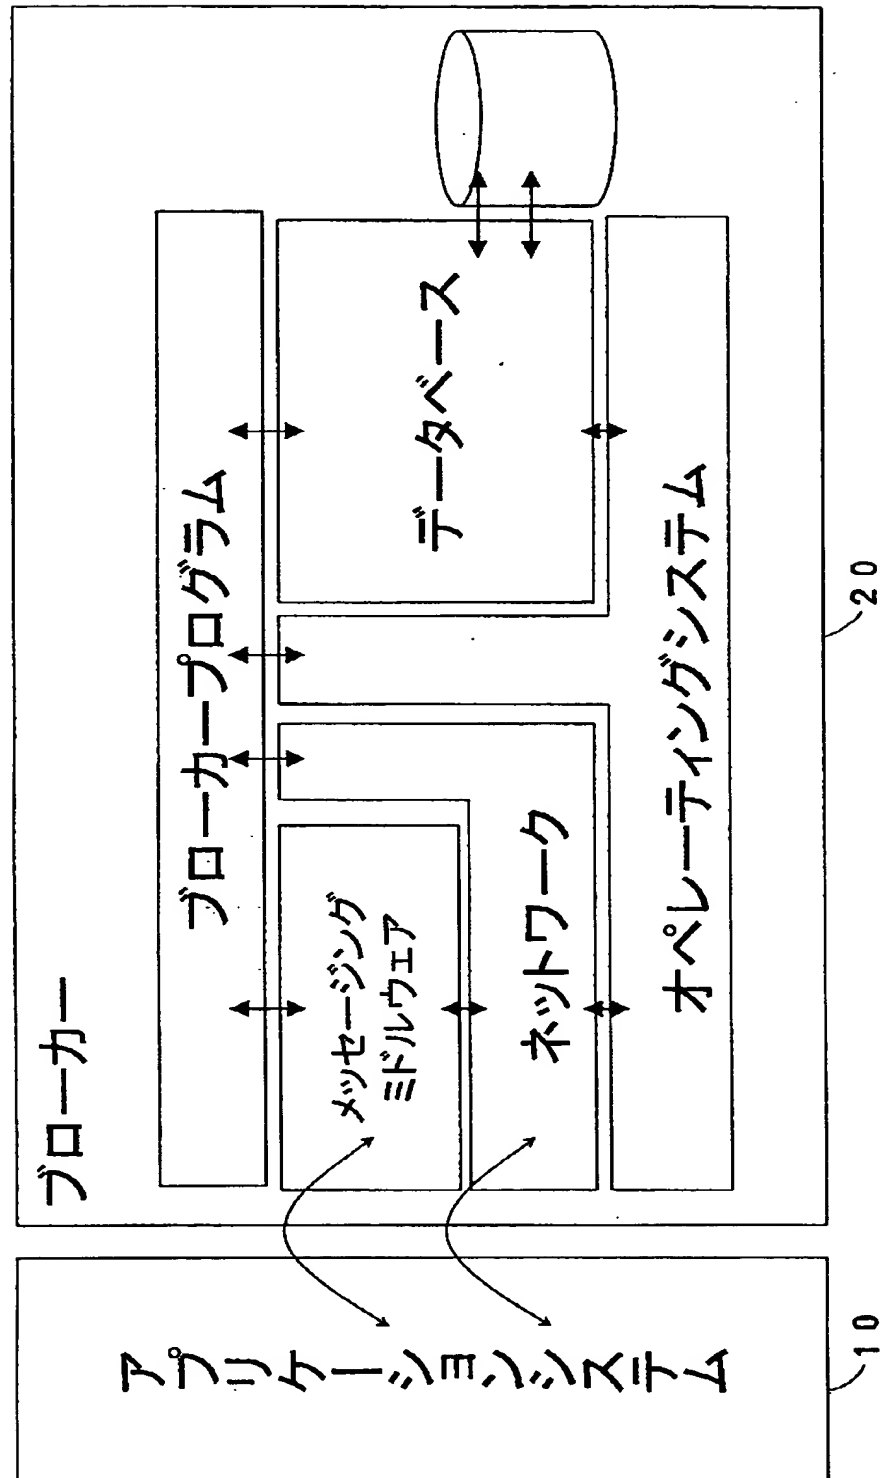 ブローカー
ブローカープログラム
メッセージング
ミドルウェア
ネットワーク
データベース
オペレーティングシステム
アプリケーションシステム
10
20